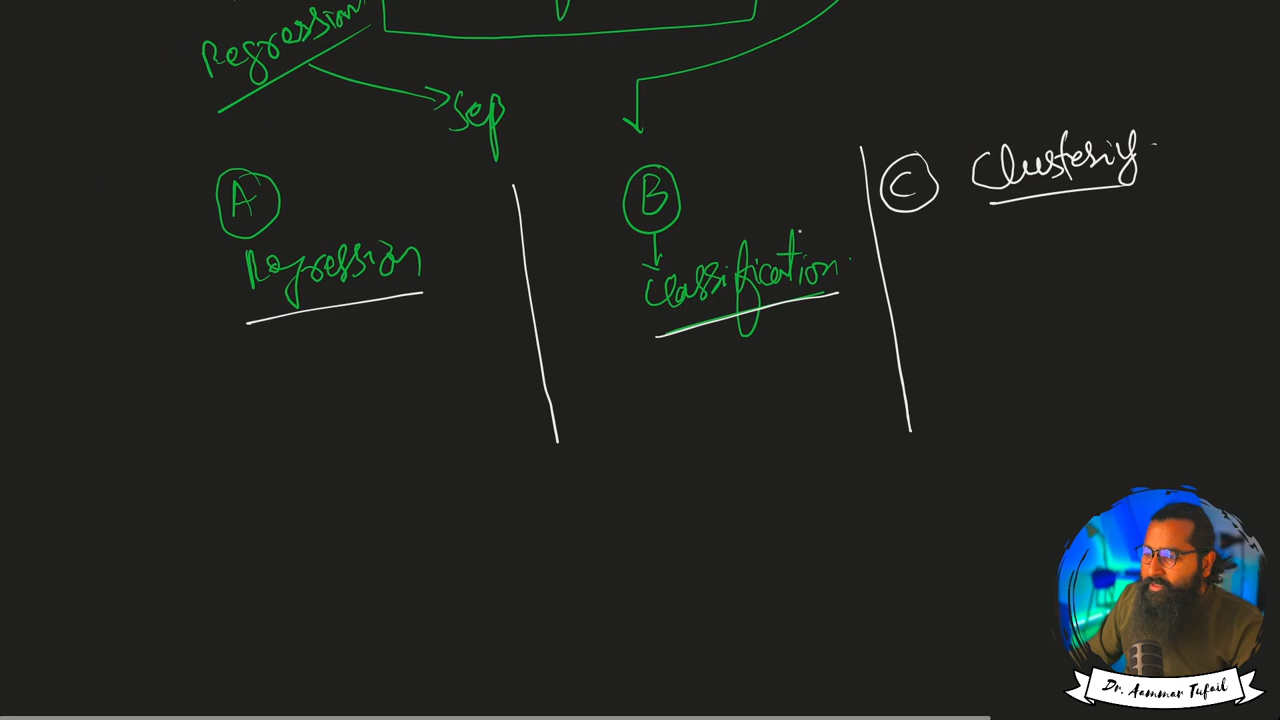 Regression
Sep
A
Regression
B
Classification
C
Clustering
Dr. Aammar Tufail